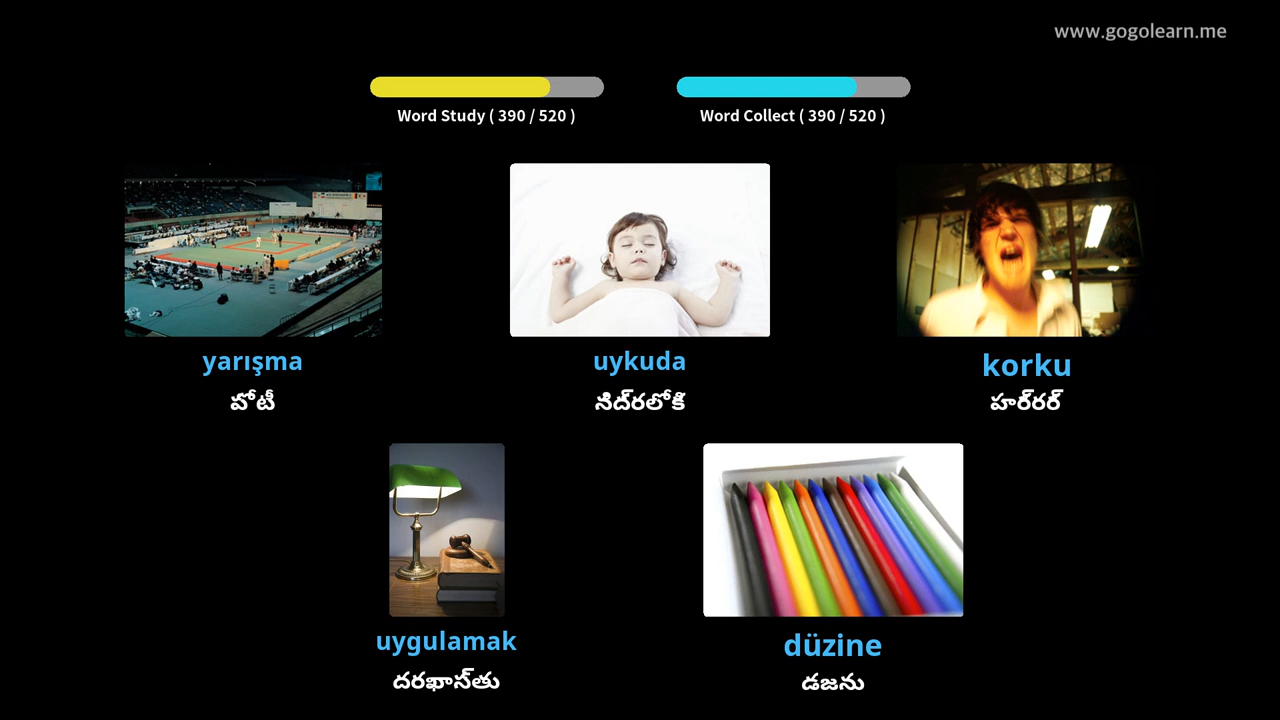 www.gogolearn.me
Word Study ( 390 / 520 )
Word Collect ( 390 / 520 )
yarışma
పోటీ
uykuda
నిద్‌రలోకి
korku
హర్‌రర్
uygulamak
దరఖాస్‌తు
düzine
డజను